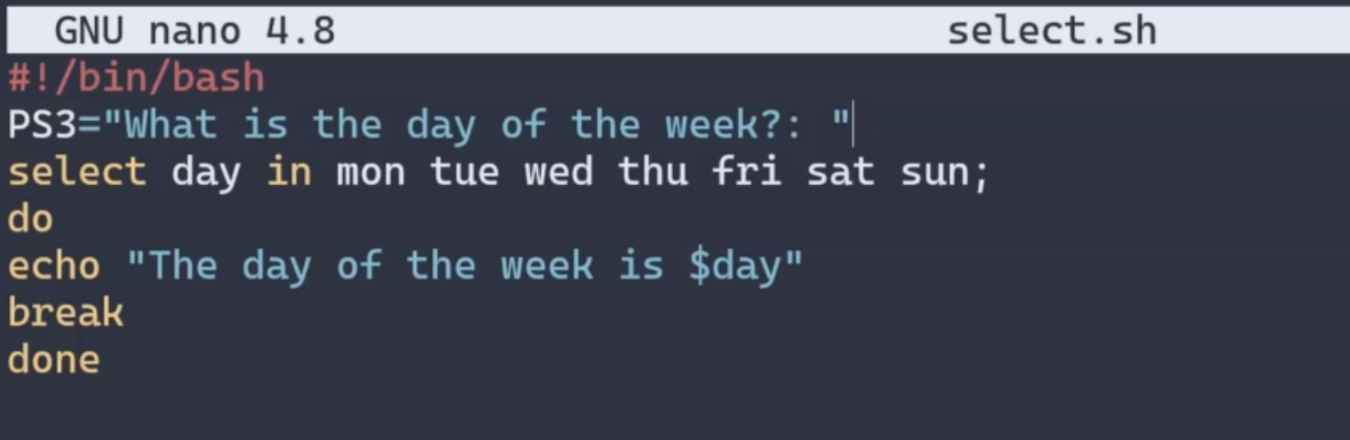 GNU nano 4.8 select.sh
#!/bin/bash
PS3="What is the day of the week?: "
select day in mon tue wed thu fri sat sun;
do
echo "The day of the week is $day"
break
done